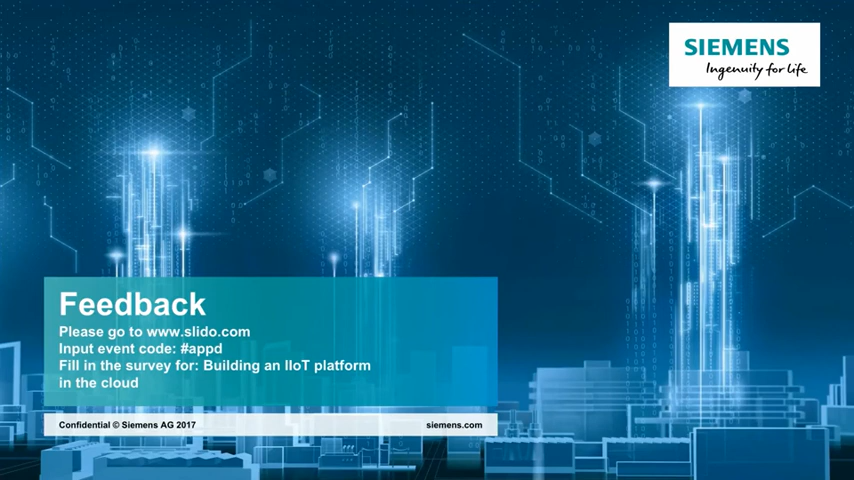 SIEMENS
Ingenuity for life
Feedback
Please go to www.slido.com
Input event code: #appd
Fill in the survey for: Building an IIoT platform
in the cloud
Confidential © Siemens AG 2017
siemens.com